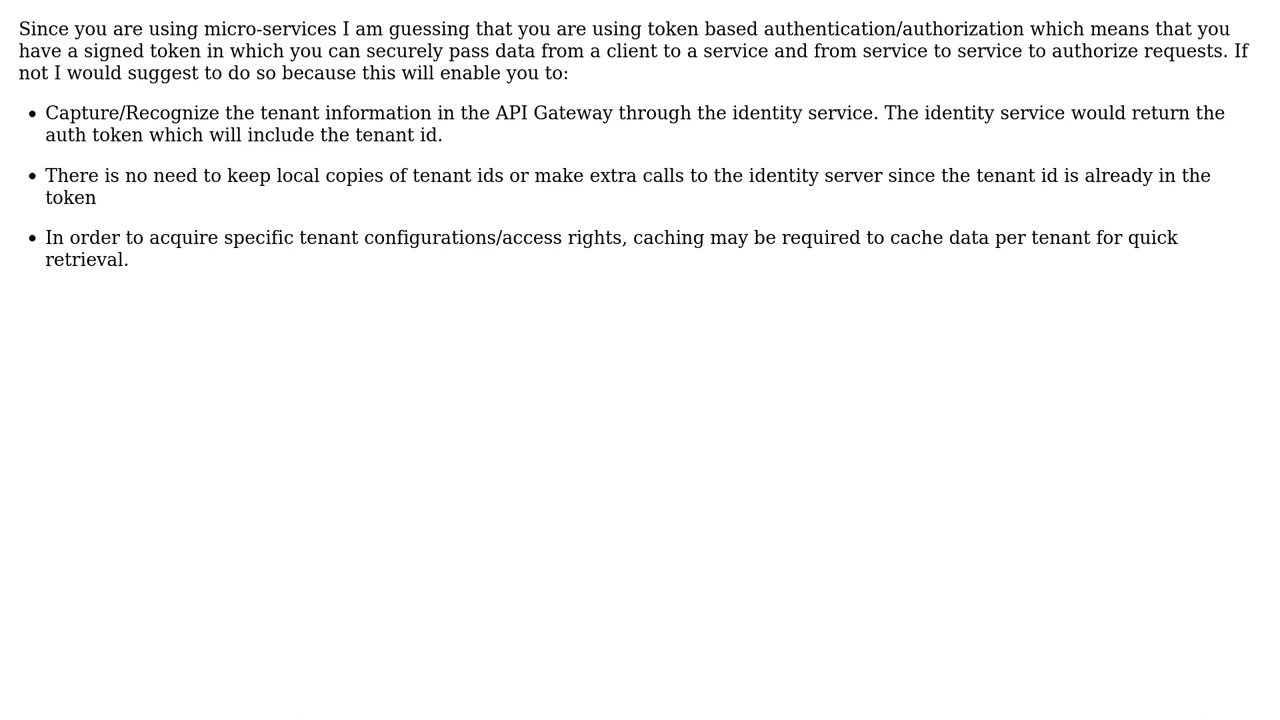 Since you are using micro-services I am guessing that you are using token based authentication/authorization which means that you
have a signed token in which you can securely pass data from a client to a service and from service to service to authorize requests. If
not I would suggest to do so because this will enable you to:
• Capture/Recognize the tenant information in the API Gateway through the identity service. The identity service would return the
auth token which will include the tenant id.
• There is no need to keep local copies of tenant ids or make extra calls to the identity server since the tenant id is already in the
token
• In order to acquire specific tenant configurations/access rights, caching may be required to cache data per tenant for quick
retrieval.